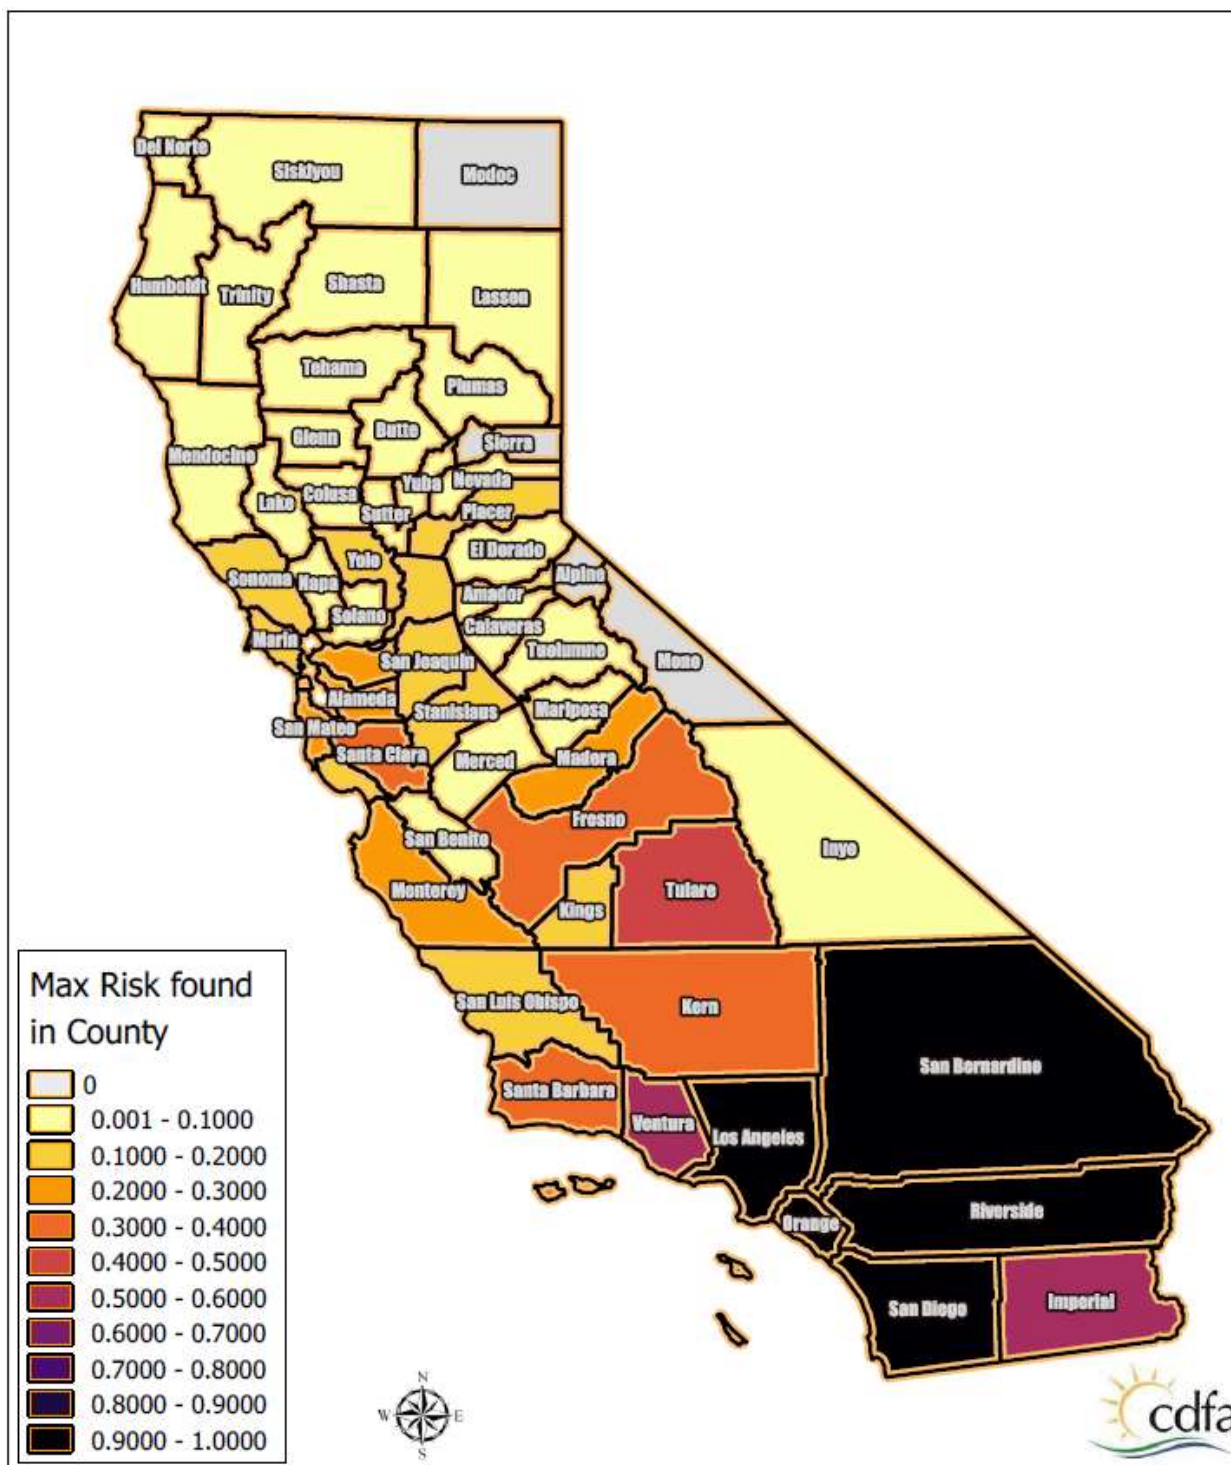 Del Norte
Siskiyou
Modoc
Humboldt
Trinity
Shasta
Lassen
Tehama
Plumas
Glenn
Butte
Sierra
Mendocino
Lake
Colusa
Sutter
Yuba
Nevada
Placer
El Dorado
Sonoma
Napa
Yolo
Solano
Alpine
Amador
Calaveras
Marin
San Joaquin
Tuolumne
Mono
Alameda
Stanislaus
Mariposa
San Mateo
Santa Clara
Merced
Madera
Fresno
San Benito
Inyo
Monterey
Kings
Tulare
San Luis Obispo
Kern
Santa Barbara
Ventura
Los Angeles
San Bernardino
Orange
Riverside
San Diego
Imperial
Max Risk found
in County
0
0.001 - 0.1000
0.1000 - 0.2000
0.2000 - 0.3000
0.3000 - 0.4000
0.4000 - 0.5000
0.5000 - 0.6000
0.6000 - 0.7000
0.7000 - 0.8000
0.8000 - 0.9000
0.9000 - 1.0000
N
W E
S
cdfa